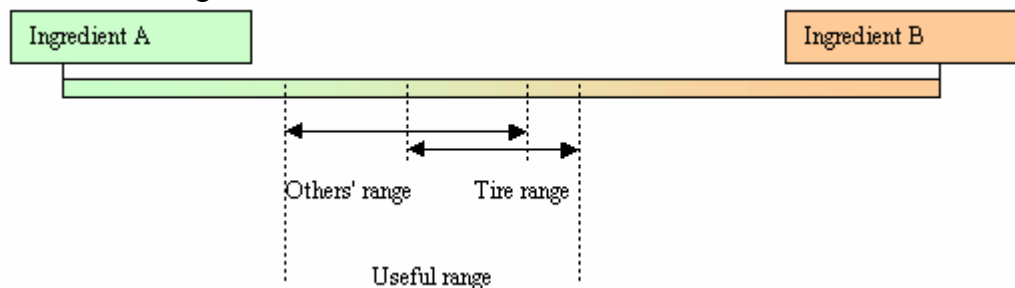 Ingredient A
Ingredient B
Others' range
Tire range
Useful range